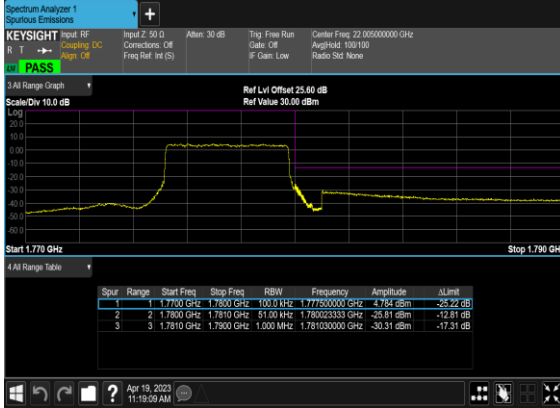 Spectrum Analyzer 1
Spurious Emissions
+
KEYSIGHT Input: RF Input Z: 50 Ω Atten: 30 dB Trig: Free Run Center Freq: 22.005000000 GHz
R T Coupling: DC Corrections: Off Gate: Off Avg|Hold: 100/100
Align: Off Freq Ref: Int (S) IF Gain: Low Radio Std: None
PASS
3 All Range Graph
Ref Lvl Offset 25.60 dB
Scale/Div 10.0 dB Ref Value 30.00 dBm
Log
20.0
10.0
0.00
-10.0
-20.0
-30.0
-40.0
-50.0
-60.0
Start 1.770 GHz Stop 1.790 GH
4 All Range Table
Spur Range Start Freq Stop Freq RBW Frequency Amplitude ΔLimit
1 1 1.7700 GHz 1.7800 GHz 100.0 kHz 1.777500000 GHz 4.784 dBm -25.22 dB
2 2 1.7800 GHz 1.7810 GHz 51.00 kHz 1.780023333 GHz -25.81 dBm -12.81 dB
3 3 1.7810 GHz 1.7900 GHz 1.000 MHz 1.781030000 GHz -30.31 dBm -17.31 dB
? Apr 19, 2023
11:19:09 AM